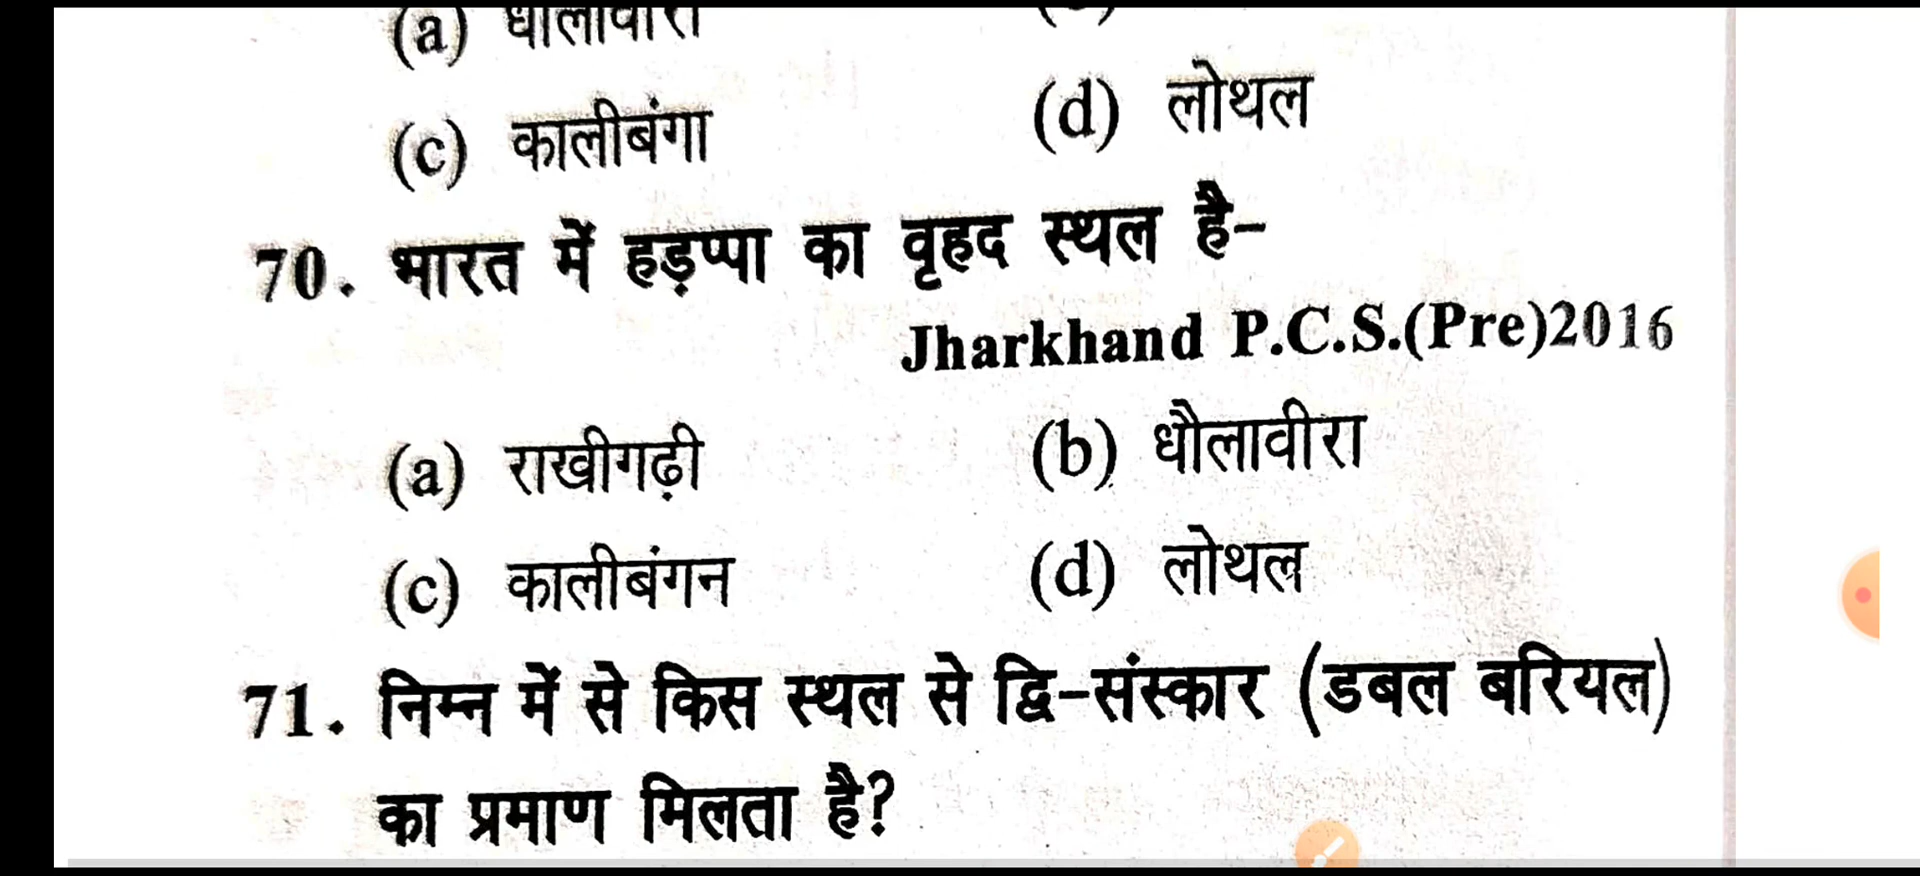 (a) धौलावीरा
(c) कालीबंगा (d) लोथल
70. भारत में हड़प्पा का वृहद स्थल है-
Jharkhand P.C.S.(Pre)2016
(a) राखीगढ़ी (b) धौलावीरा
(c) कालीबंगन (d) लोथल
71. निम्न में से किस स्थल से द्वि-संस्कार (डबल बरियल)
का प्रमाण मिलता है?